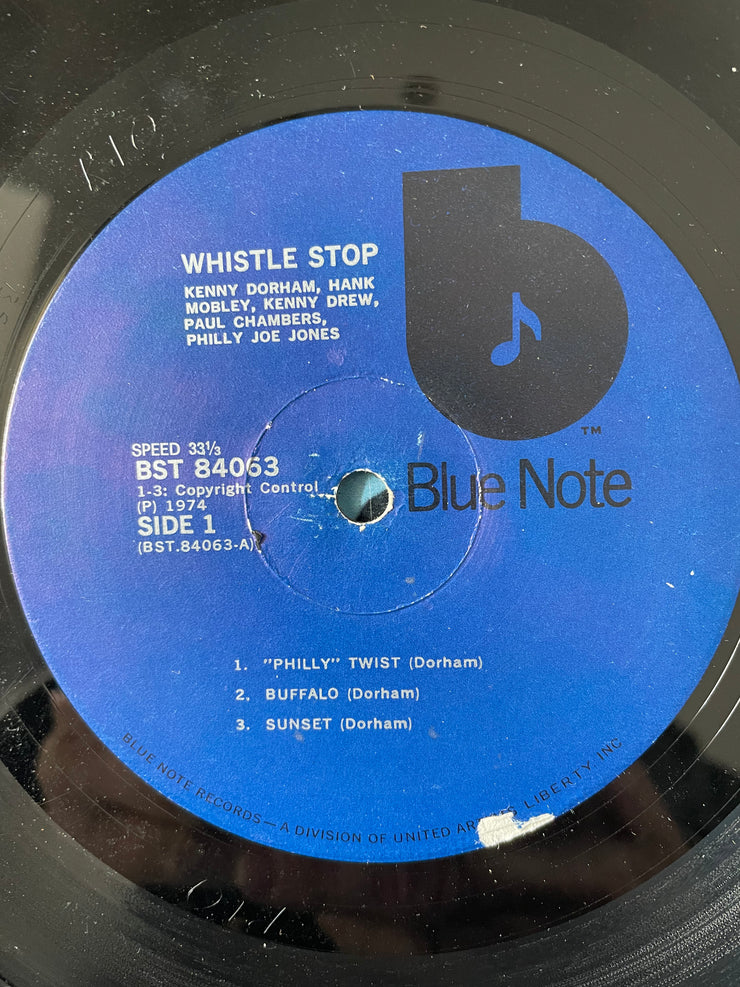 WHISTLE STOP
KENNY DORHAM, HANK
MOBLEY, KENNY DREW,
PAUL CHAMBERS,
PHILLY JOE JONES
TM
Blue Note
SPEED 33⅓
BST 84063
1-3: Copyright Control
(P) 1974
SIDE 1
(BST.84063-A)
1. "PHILLY" TWIST (Dorham)
2. BUFFALO (Dorham)
3. SUNSET (Dorham)
BLUE NOTE RECORDS—A DIVISION OF UNITED AR S LIBERTY, INC